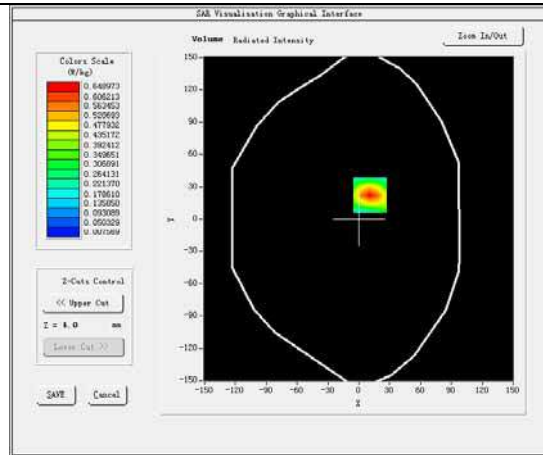 SAR Visualisation Graphical Interface
Volume Radiated Intensity
Zoom In/Out
Colors Scale
(W/kg)
0.648973
0.606213
0.563453
0.520693
0.477932
0.435172
0.392412
0.349651
0.306891
0.264131
0.221370
0.178610
0.135850
0.093089
0.050329
0.007569
Z-Cuts Control
<< Upper Cut
Z = 4.0 mm
Lower Cut >>
SAVE
Cancel
150
120
90
60
30
0
-30
-60
-90
-120
-150
Y
-150 -120 -90 -60 -30 0 30 60 90 120 150
X